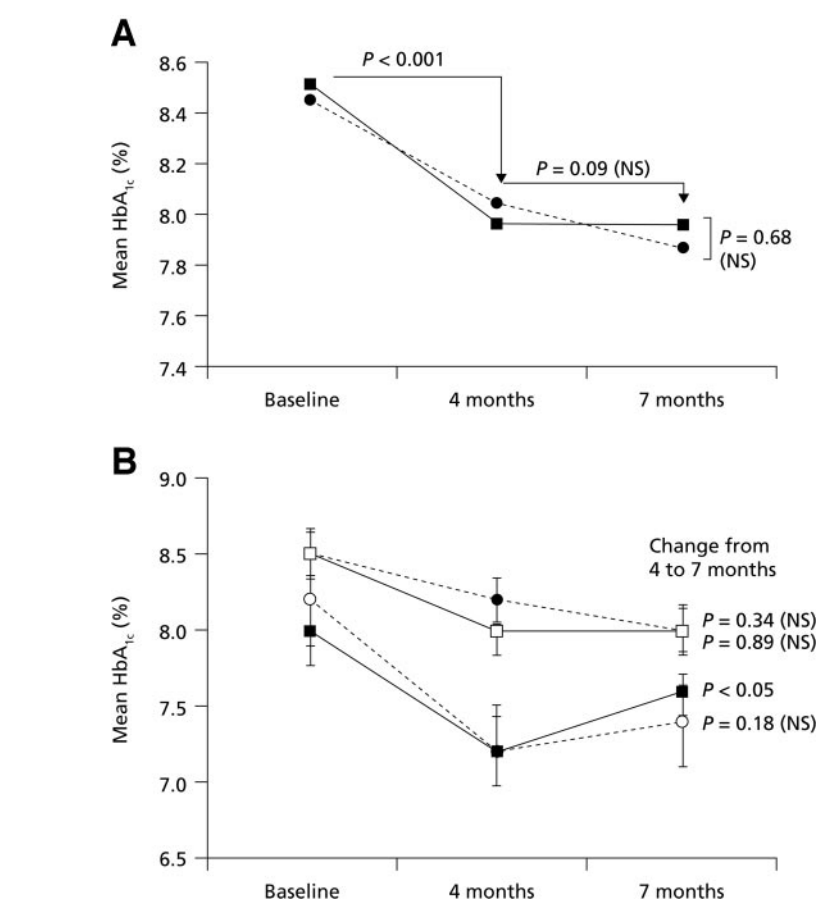 A
Mean HbA1c (%)
8.6
8.4
8.2
8.0
7.8
7.6
7.4
P < 0.001
P = 0.09 (NS)
P = 0.68
(NS)
Baseline
4 months
7 months
B
Mean HbA1c (%)
9.0
8.5
8.0
7.5
7.0
6.5
Change from
4 to 7 months
P = 0.34 (NS)
P = 0.89 (NS)
P < 0.05
P = 0.18 (NS)
Baseline
4 months
7 months